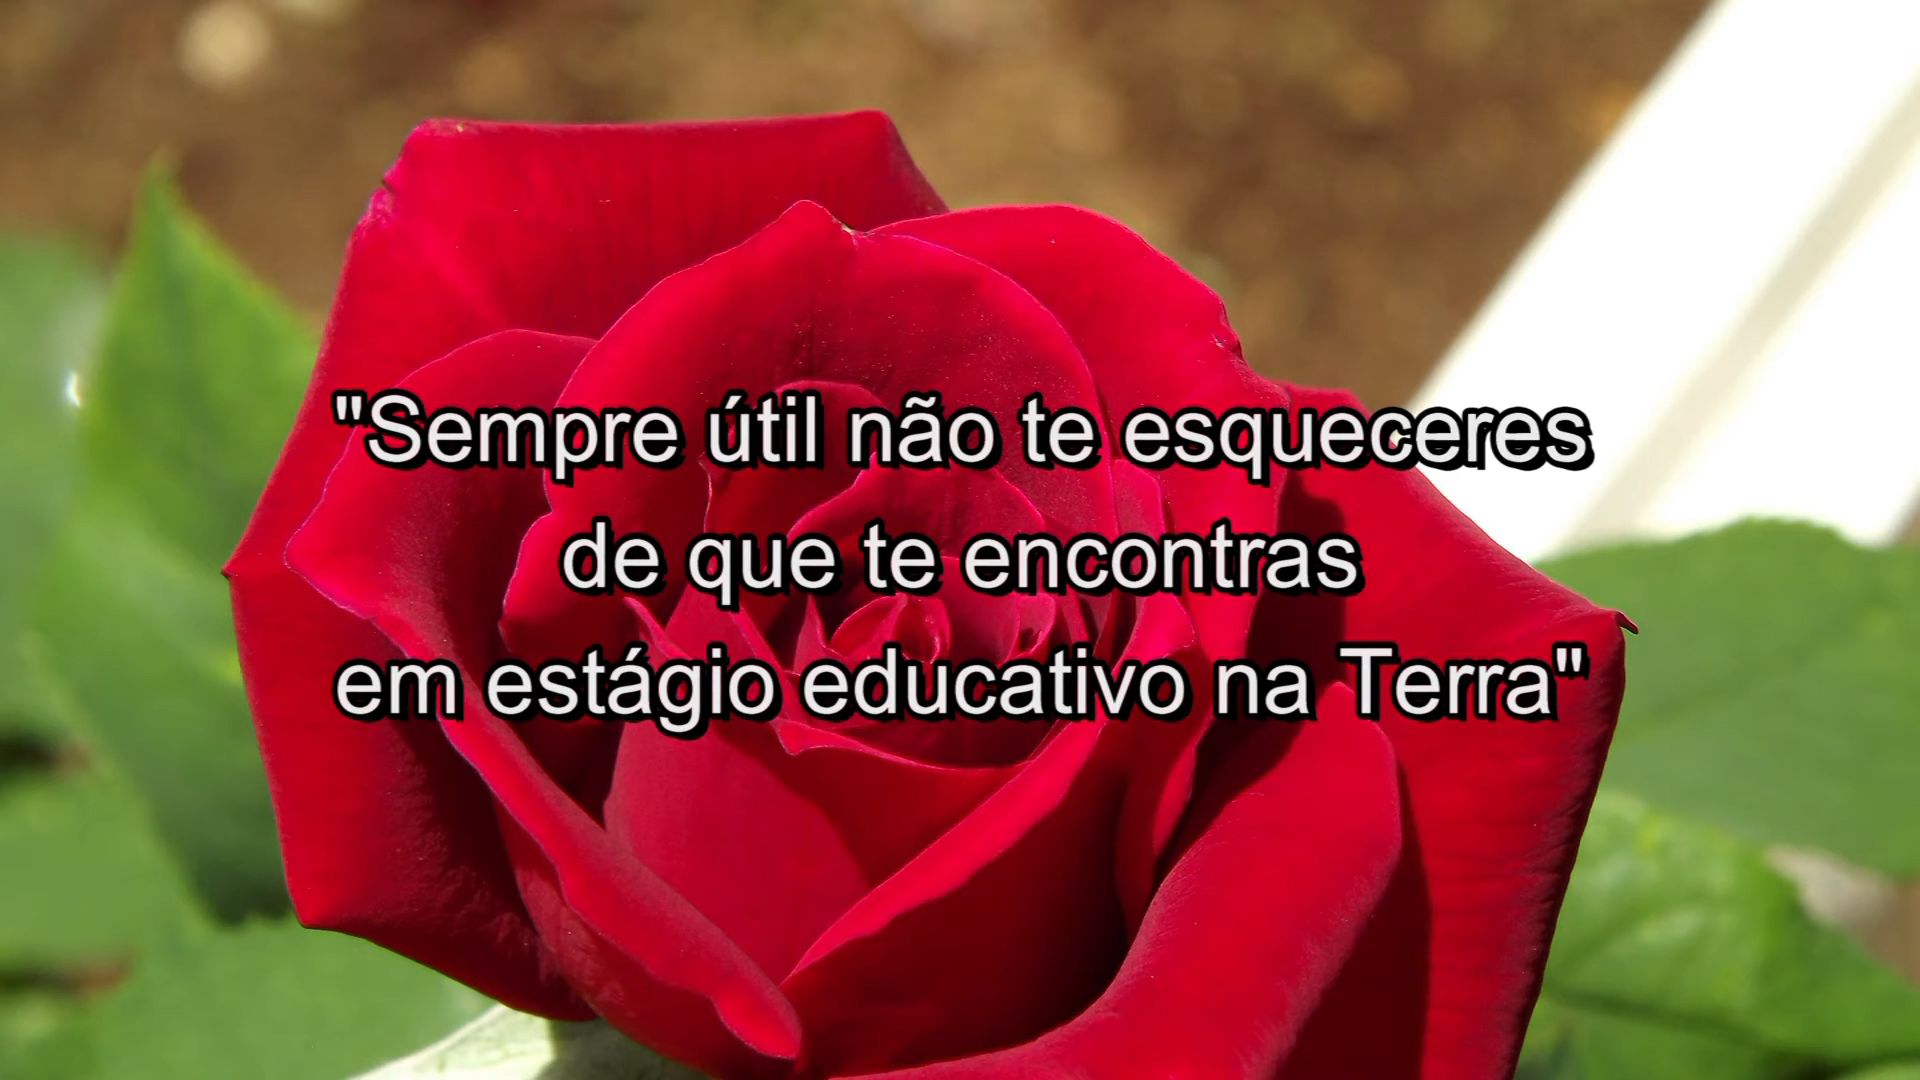 "Sempre útil não te esqueceres
de que te encontras
em estágio educativo na Terra"